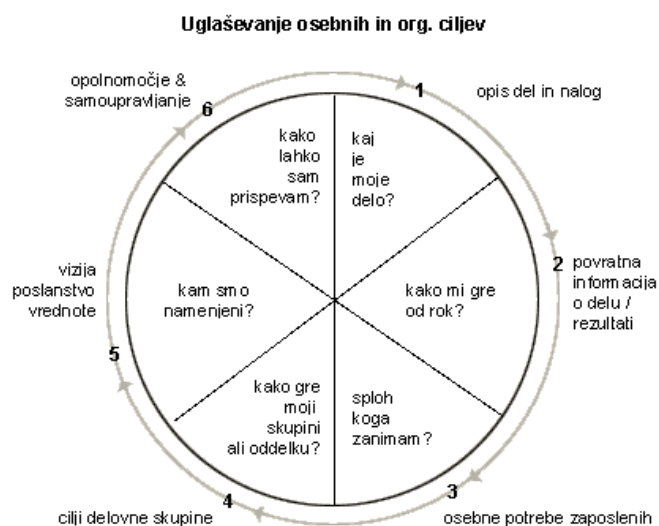 Uglaševanje osebnih in org. ciljev
1
opis del in nalog
kaj
je
moje
delo?
2
povratna
informacija
o delu /
rezultati
kako mi gre
od rok?
3
osebne potrebe zaposlenih
sploh
koga
zanimam?
4
cilji delovne skupine
kako gre
moji
skupini
ali oddelku?
5
vizija
poslanstvo
vrednote
kam smo
namenjeni?
6
opolnomočje &
samoupravljanje
kako
lahko
sam
prispevam?